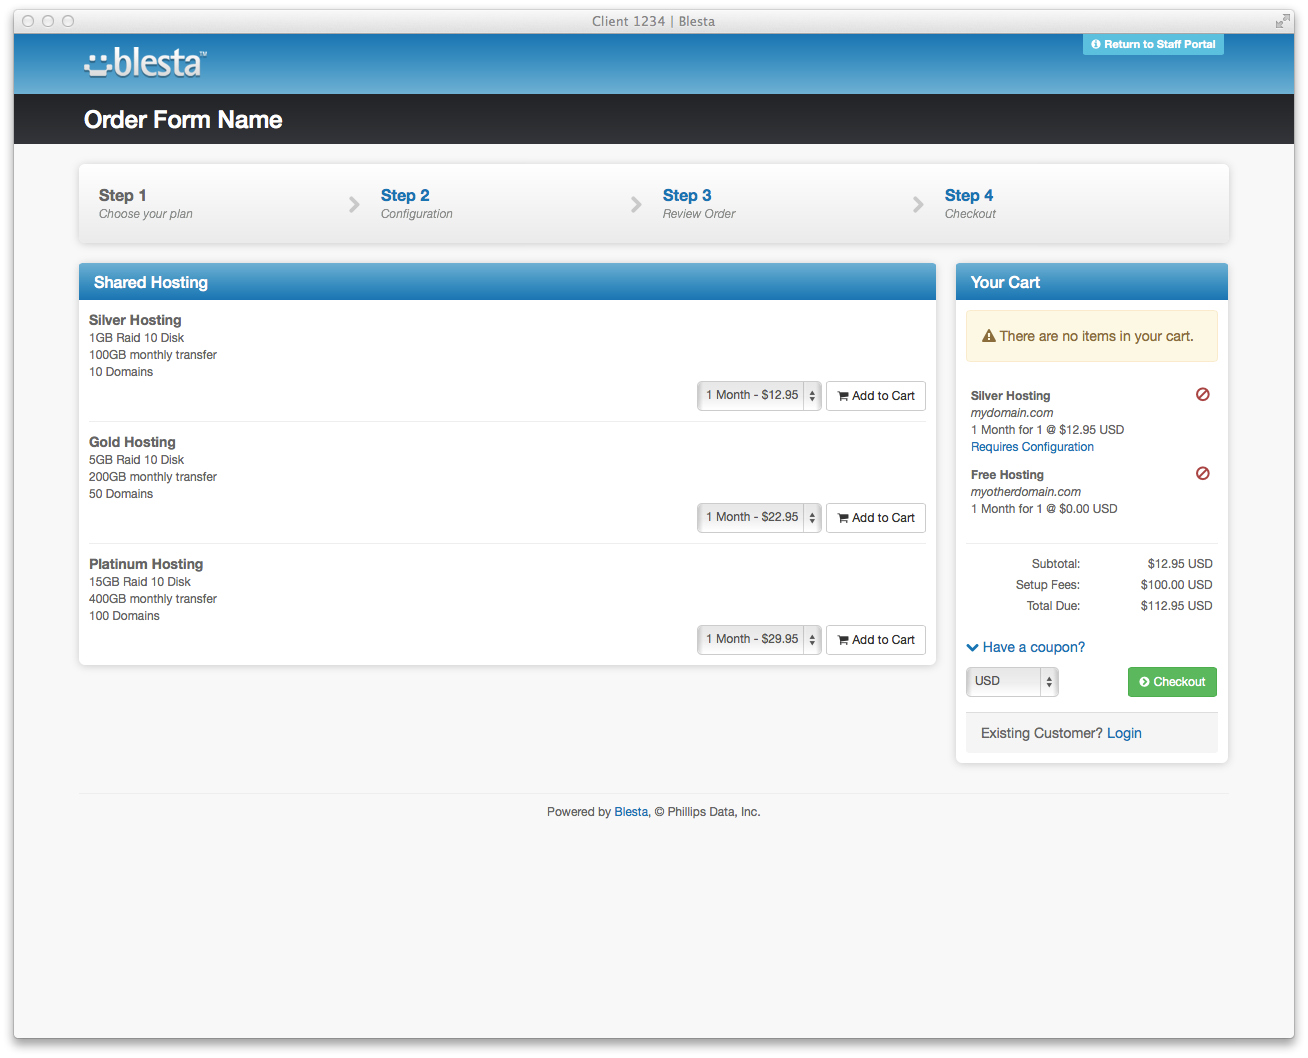 Client 1234 | Blesta
blesta™
Return to Staff Portal
Order Form Name
Step 1
Choose your plan
Step 2
Configuration
Step 3
Review Order
Step 4
Checkout
Shared Hosting
Silver Hosting
1GB Raid 10 Disk
100GB monthly transfer
10 Domains
1 Month - $12.95
Add to Cart
Gold Hosting
5GB Raid 10 Disk
200GB monthly transfer
50 Domains
1 Month - $22.95
Add to Cart
Platinum Hosting
15GB Raid 10 Disk
400GB monthly transfer
100 Domains
1 Month - $29.95
Add to Cart
Your Cart
There are no items in your cart.
Silver Hosting
mydomain.com
1 Month for 1 @ $12.95 USD
Requires Configuration
Free Hosting
myotherdomain.com
1 Month for 1 @ $0.00 USD
Subtotal: $12.95 USD
Setup Fees: $100.00 USD
Total Due: $112.95 USD
Have a coupon?
USD
Checkout
Existing Customer? Login
Powered by Blesta, © Phillips Data, Inc.